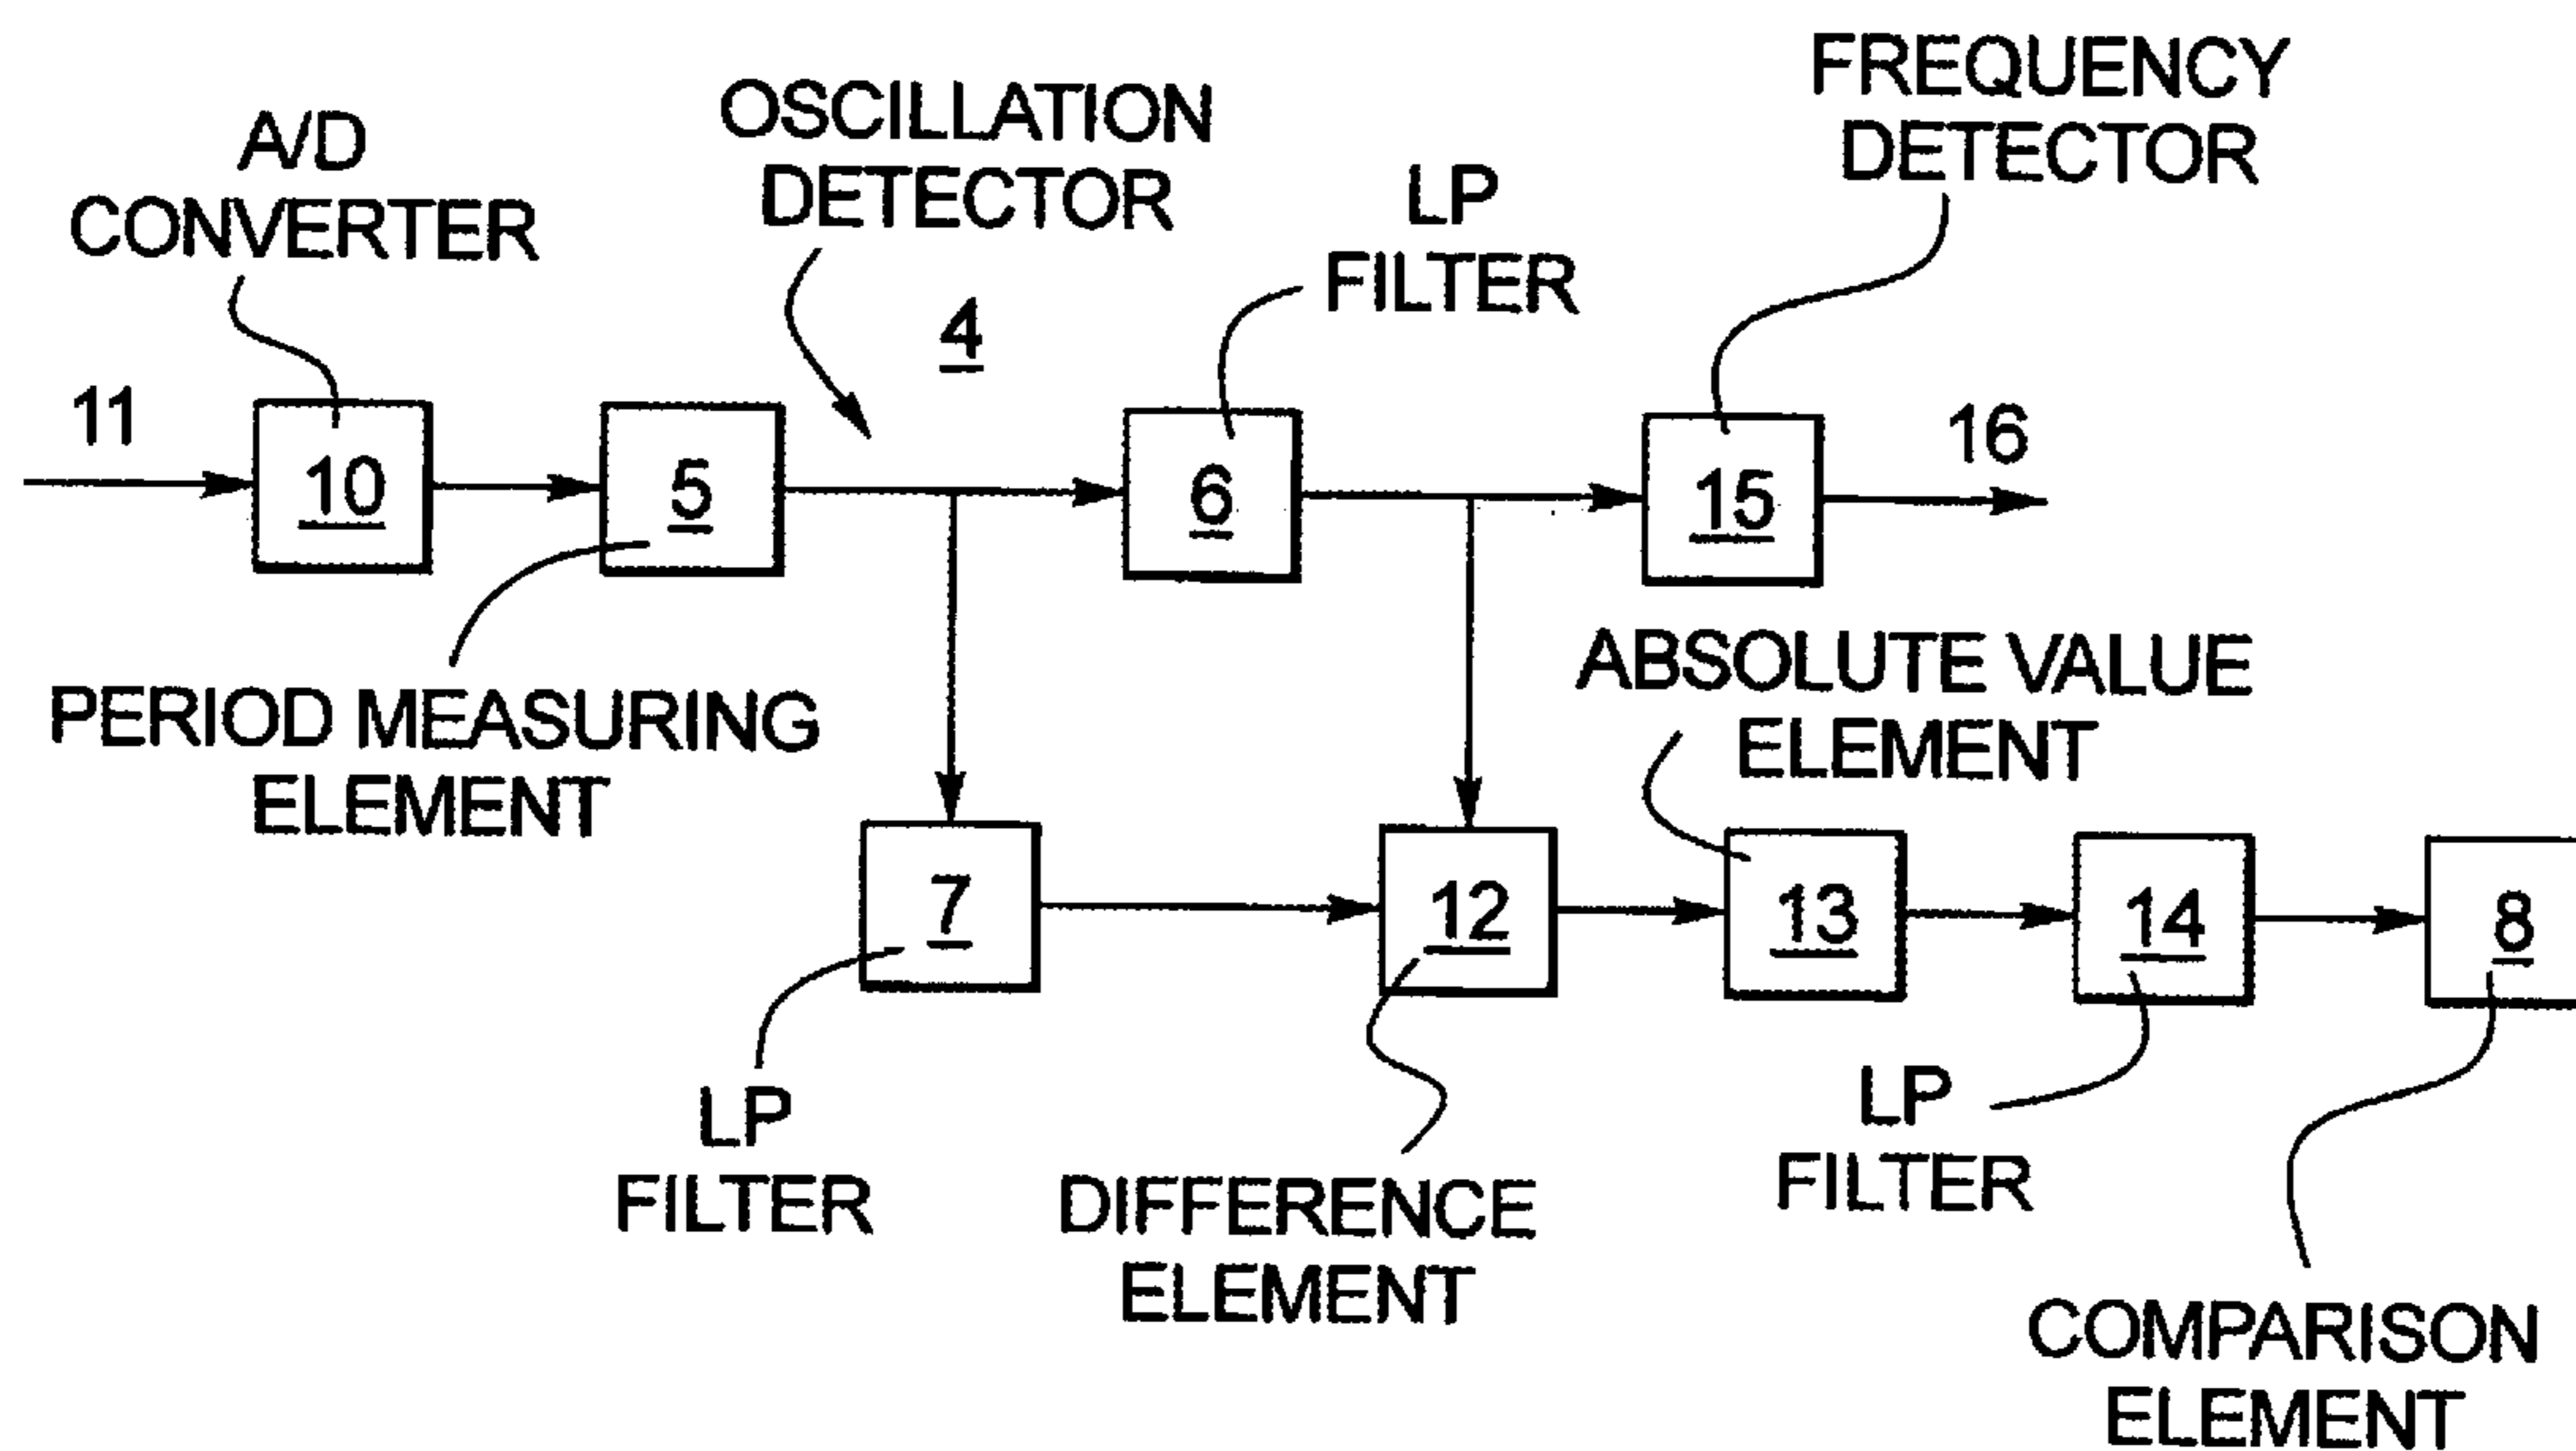 A/D
CONVERTER
OSCILLATION
DETECTOR
LP
FILTER
FREQUENCY
DETECTOR
4
11
10
5
6
15
16
PERIOD MEASURING
ELEMENT
ABSOLUTE VALUE
ELEMENT
7
12
13
14
8
LP
FILTER
DIFFERENCE
ELEMENT
LP
FILTER
COMPARISON
ELEMENT